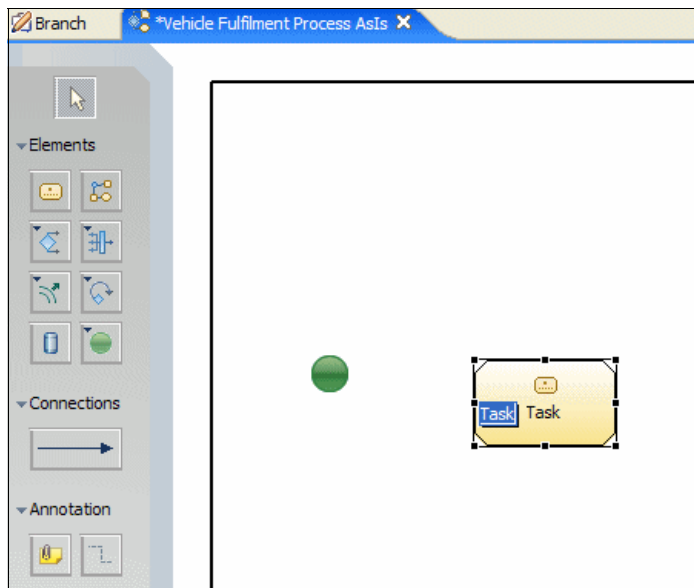 Branch
*Vehicle Fulfilment Process AsIs
Elements
Connections
Annotation
Task Task